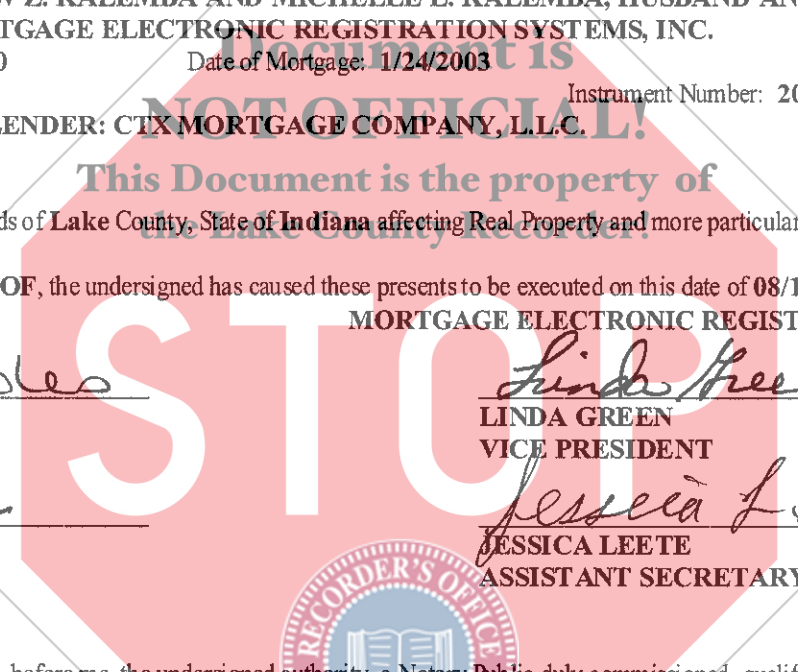 Z. KALEMBA AND MICHELLE L. KALEMBA, HUSBAND AN
TGAGE ELECTRONIC REGISTRATION SYSTEMS, INC.
Document is
0 Date of Mortgage: 1/24/2003
Instrument Number: 20
NOT OFFICIAL!
LENDER: CTX MORTGAGE COMPANY, L.L.C.
This Document is the property of
ds of Lake County, State of Indiana affecting Real Property and more particular
the Lake County Recorder!
OF, the undersigned has caused these presents to be executed on this date of 08/1
MORTGAGE ELECTRONIC REGIST
STOP
Linda Gree
LINDA GREEN
VICE PRESIDENT
Jessica L
JESSICA LEETE
ASSISTANT SECRETARY
RECORDER'S OFFICE
before me, the undersigned authority, a Notary Public duly commissioned, qualif